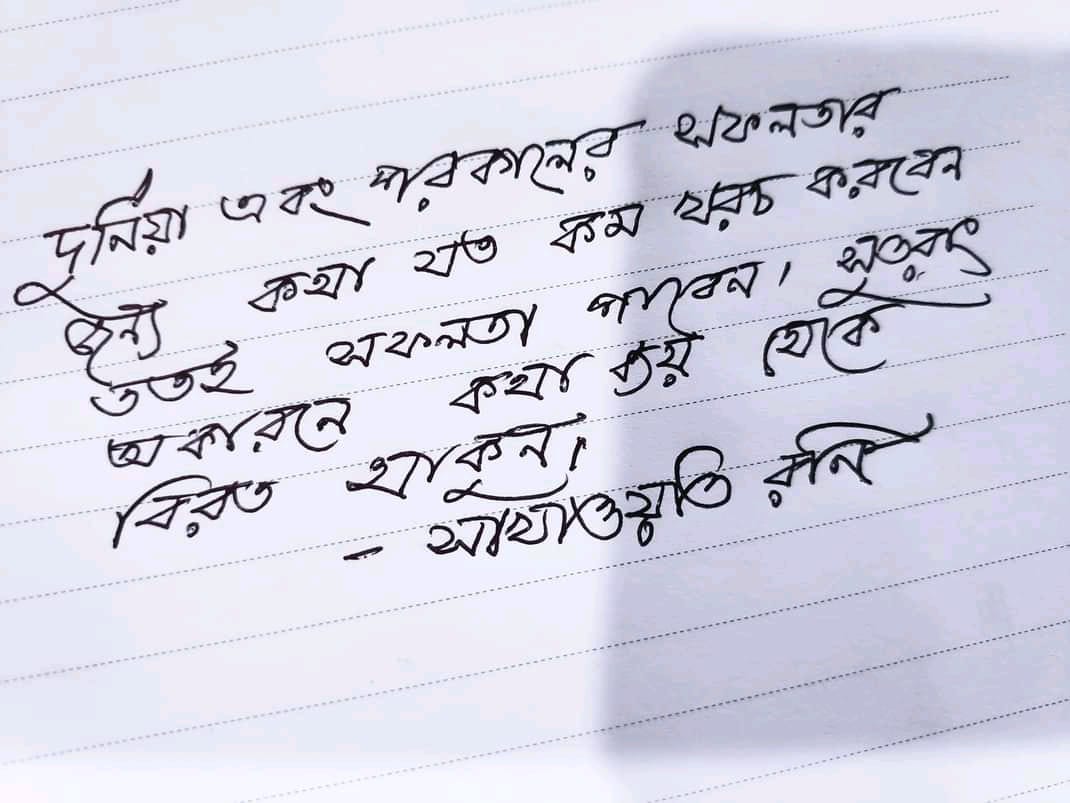 দুনিয়া এবং পরকালের সফলতার
জন্য কথা যত কম খরচ করবেন
ততই সফলতা পাবেন। সুতরাং
অকারনে কথা ব্যয় থেকে
বিরত থাকুন।
- সাখাওয়াত রনি